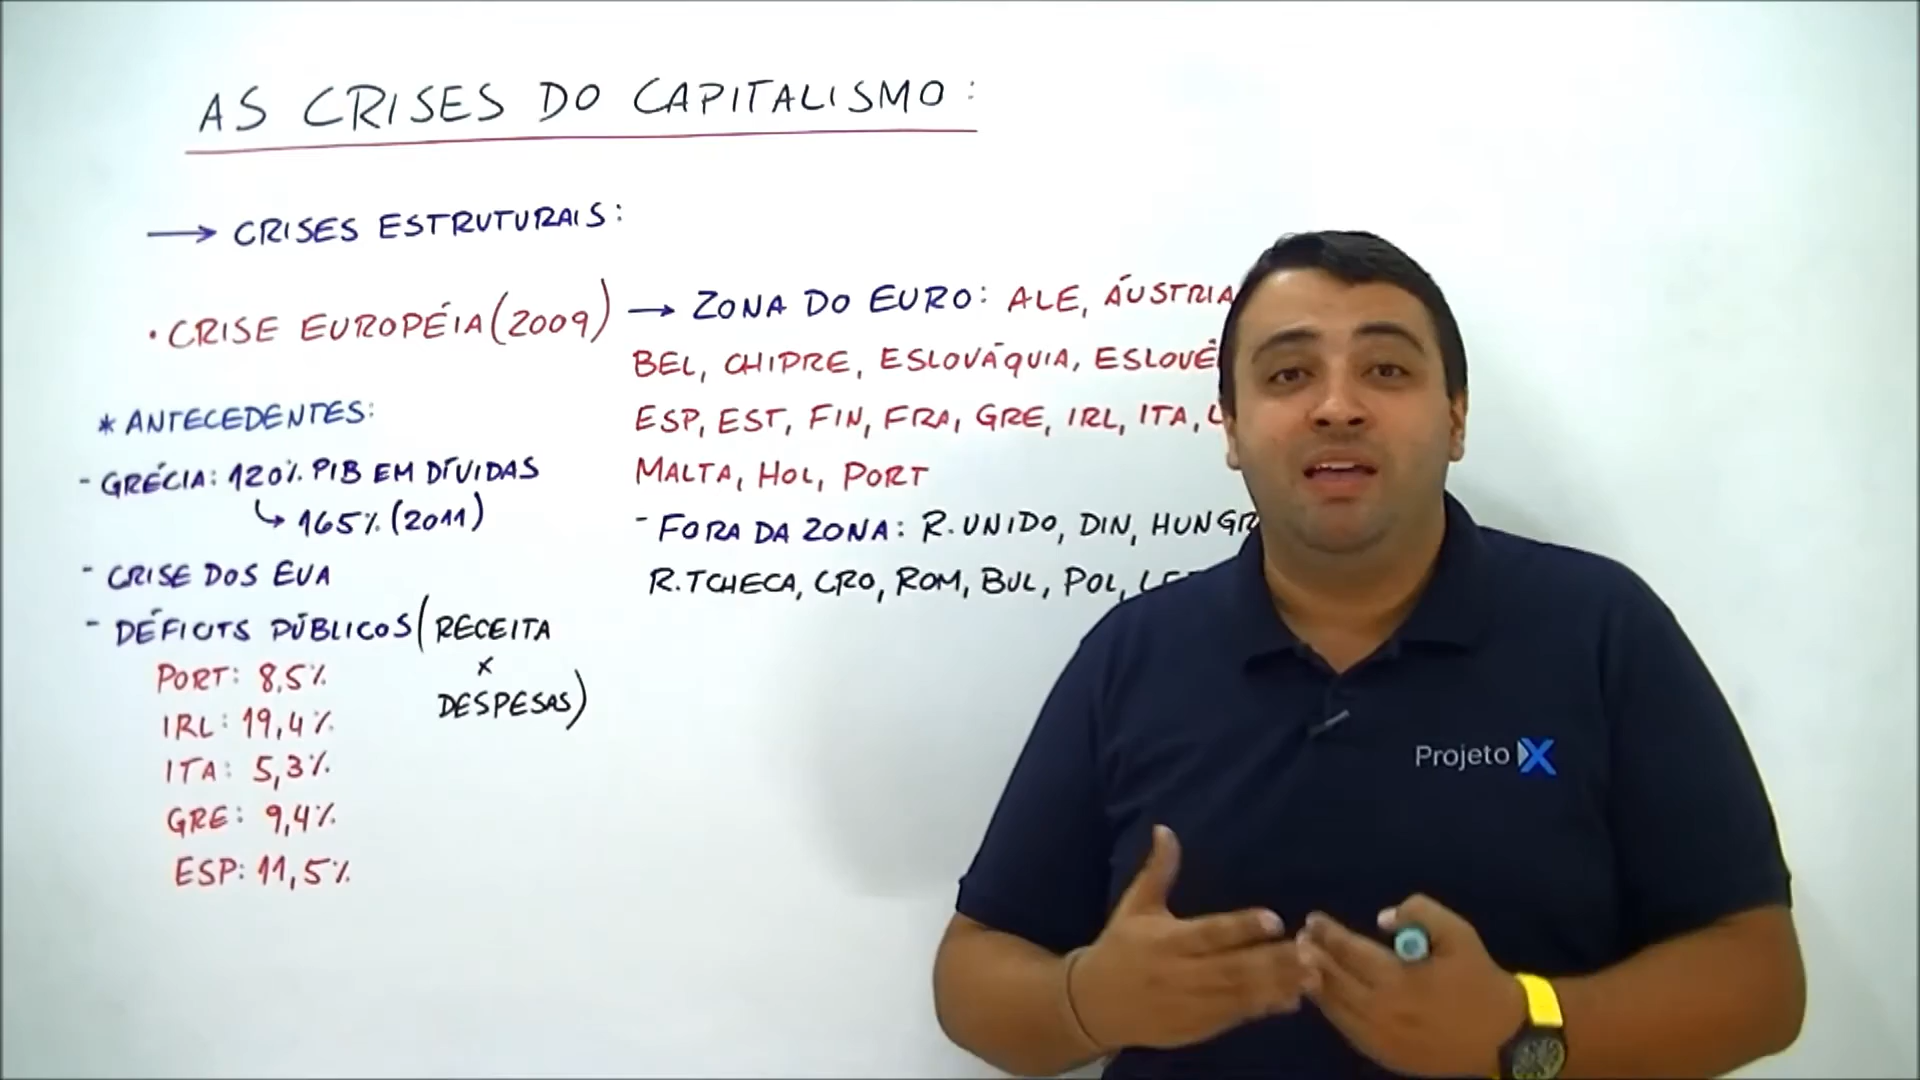 AS CRISES DO CAPITALISMO:
→ CRISES ESTRUTURAIS:
• CRISE EUROPÉIA (2009) → ZONA DO EURO: ALE, ÁUSTRIA
BEL, CHIPRE, ESLOVÁQUIA,
ESP, EST, FIN, FRA, GRE, IRL, ITA,
MALTA, HOL, PORT
- FORA DA ZONA: R. UNIDO, DIN,
R. TCHECA, CRO, ROM, BUL, POL,
* ANTECEDENTES:
- GRÉCIA: 120% PIB EM DÍVIDAS
↳ 165% (2011)
- CRISE DOS EUA
- DÉFICITS PÚBLICOS (RECEITA
x
DESPESAS)
PORT: 8,5%
IRL: 19,4%
ITA: 5,3%
GRE: 9,4%
ESP: 11,5%
Projeto X